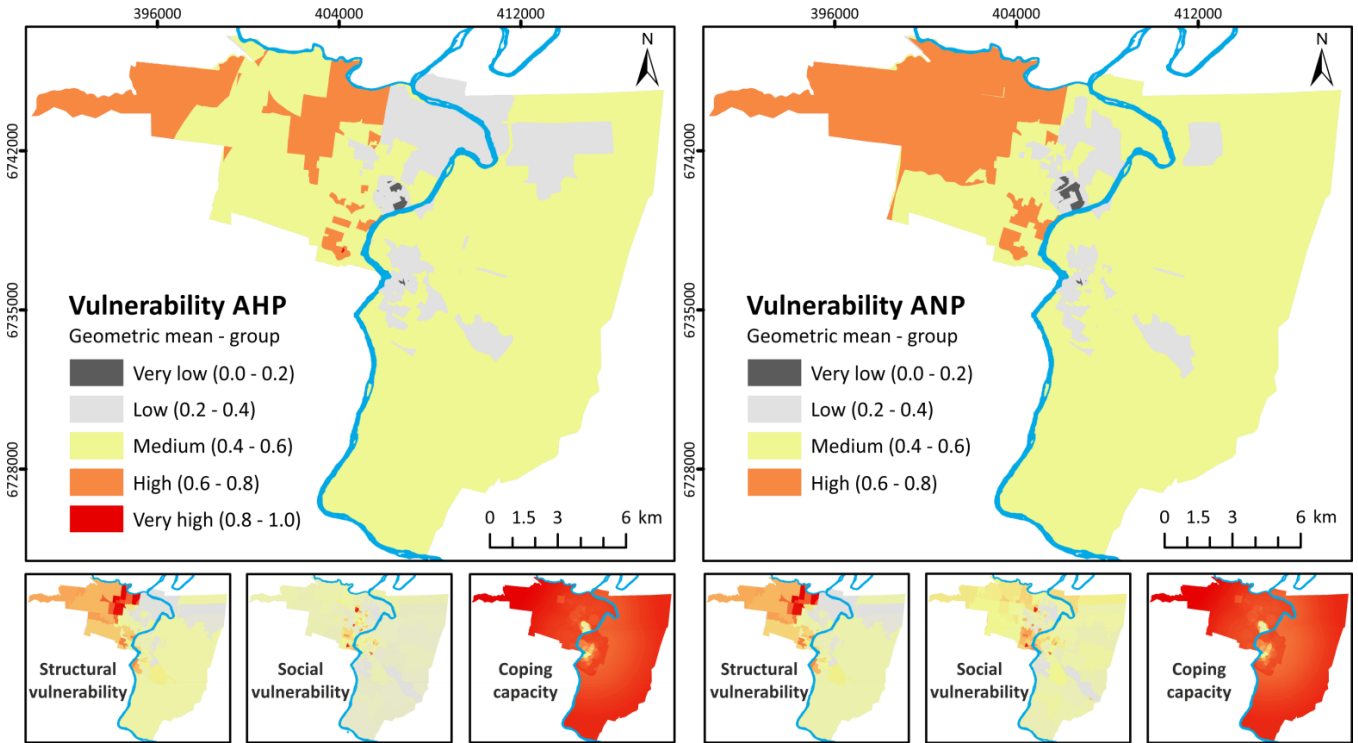 396000
404000
412000
N
6742000
6735000
6728000
Vulnerability AHP
Geometric mean - group
Very low (0.0 - 0.2)
Low (0.2 - 0.4)
Medium (0.4 - 0.6)
High (0.6 - 0.8)
Very high (0.8 - 1.0)
0 1.5 3 6 km
396000
404000
412000
N
6742000
6735000
6728000
Vulnerability ANP
Geometric mean - group
Very low (0.0 - 0.2)
Low (0.2 - 0.4)
Medium (0.4 - 0.6)
High (0.6 - 0.8)
0 1.5 3 6 km
Structural
vulnerability
Social
vulnerability
Coping
capacity
Structural
vulnerability
Social
vulnerability
Coping
capacity